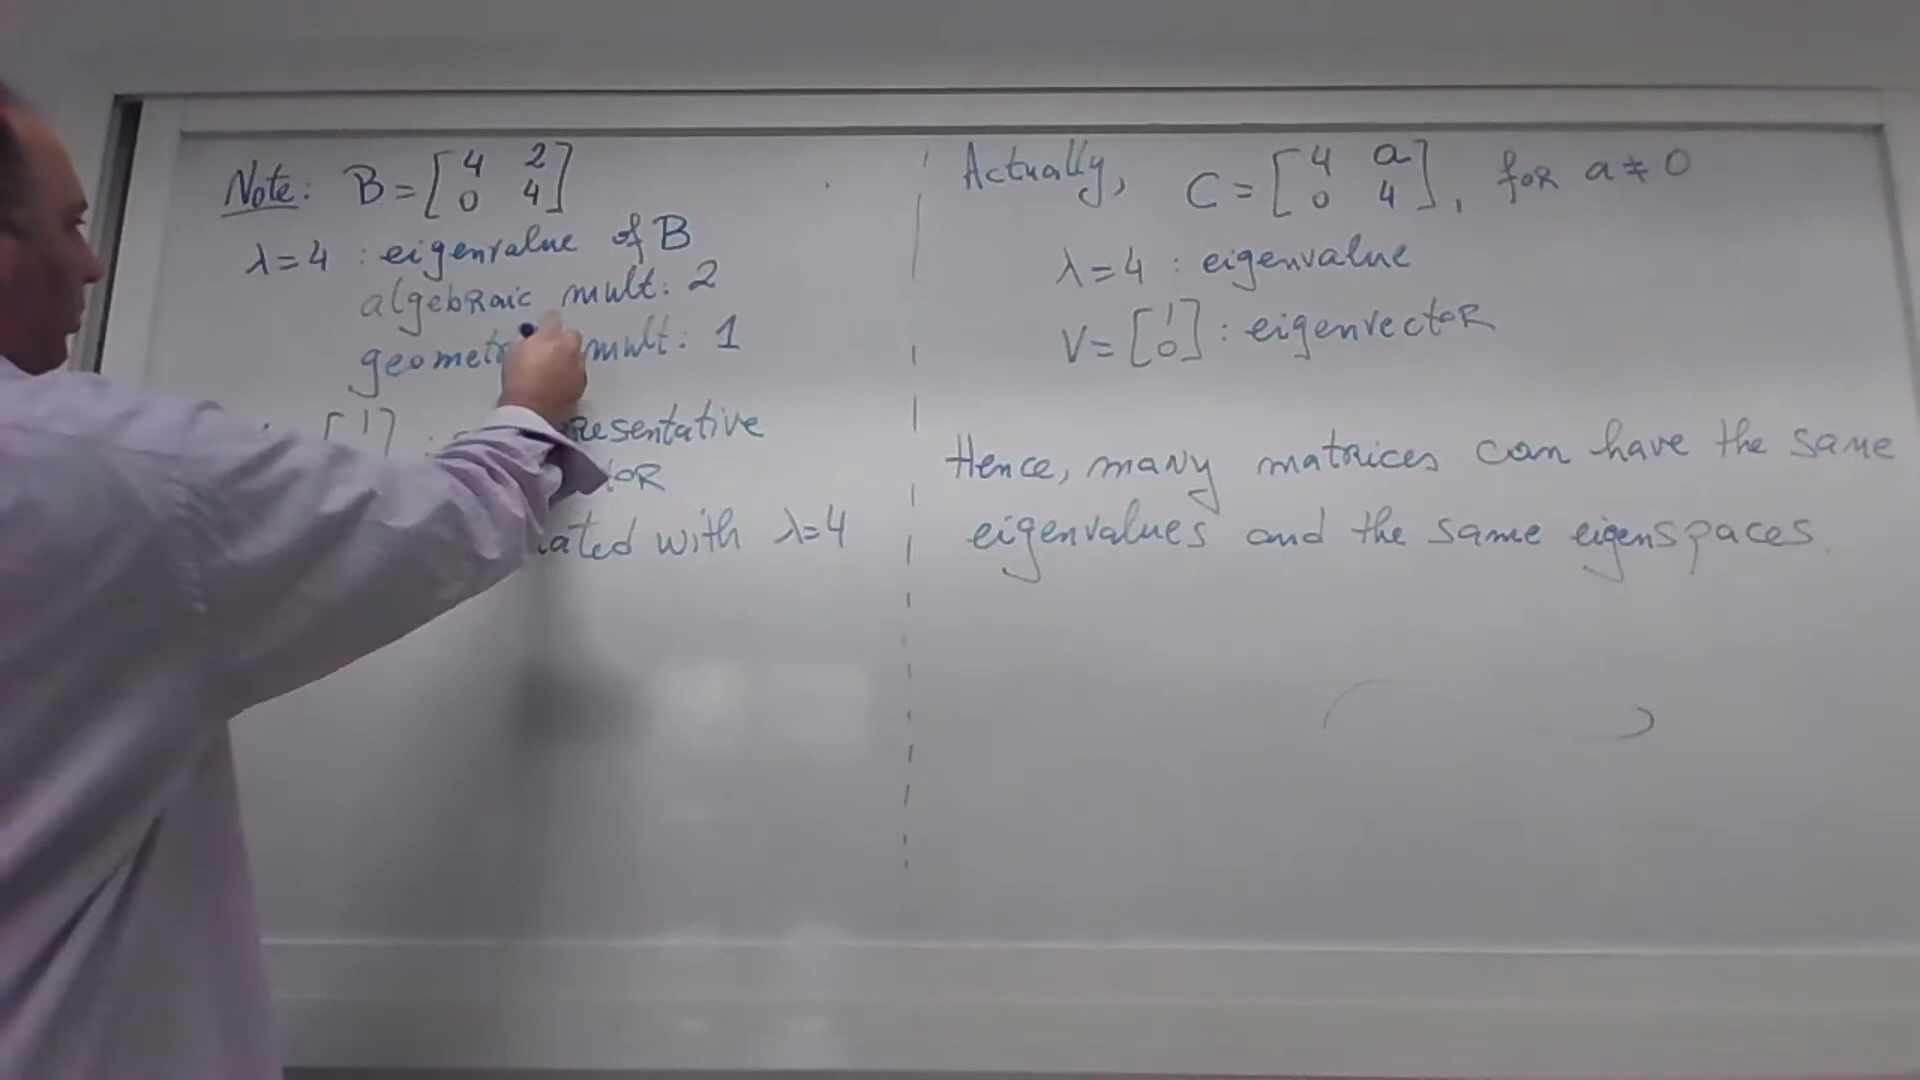 Note: B = [4 2 0 4]
λ=4 : eigenvalue of B
algebraic mult: 2
geometric mult: 1
[1
λ=4
with
Actually, C = [4 a 0 4], for a ≠ 0
λ=4 : eigenvalue
V = [1 0] : eigenvector
Hence, many matrices can have the same
eigenvalues and the same eigenspaces.